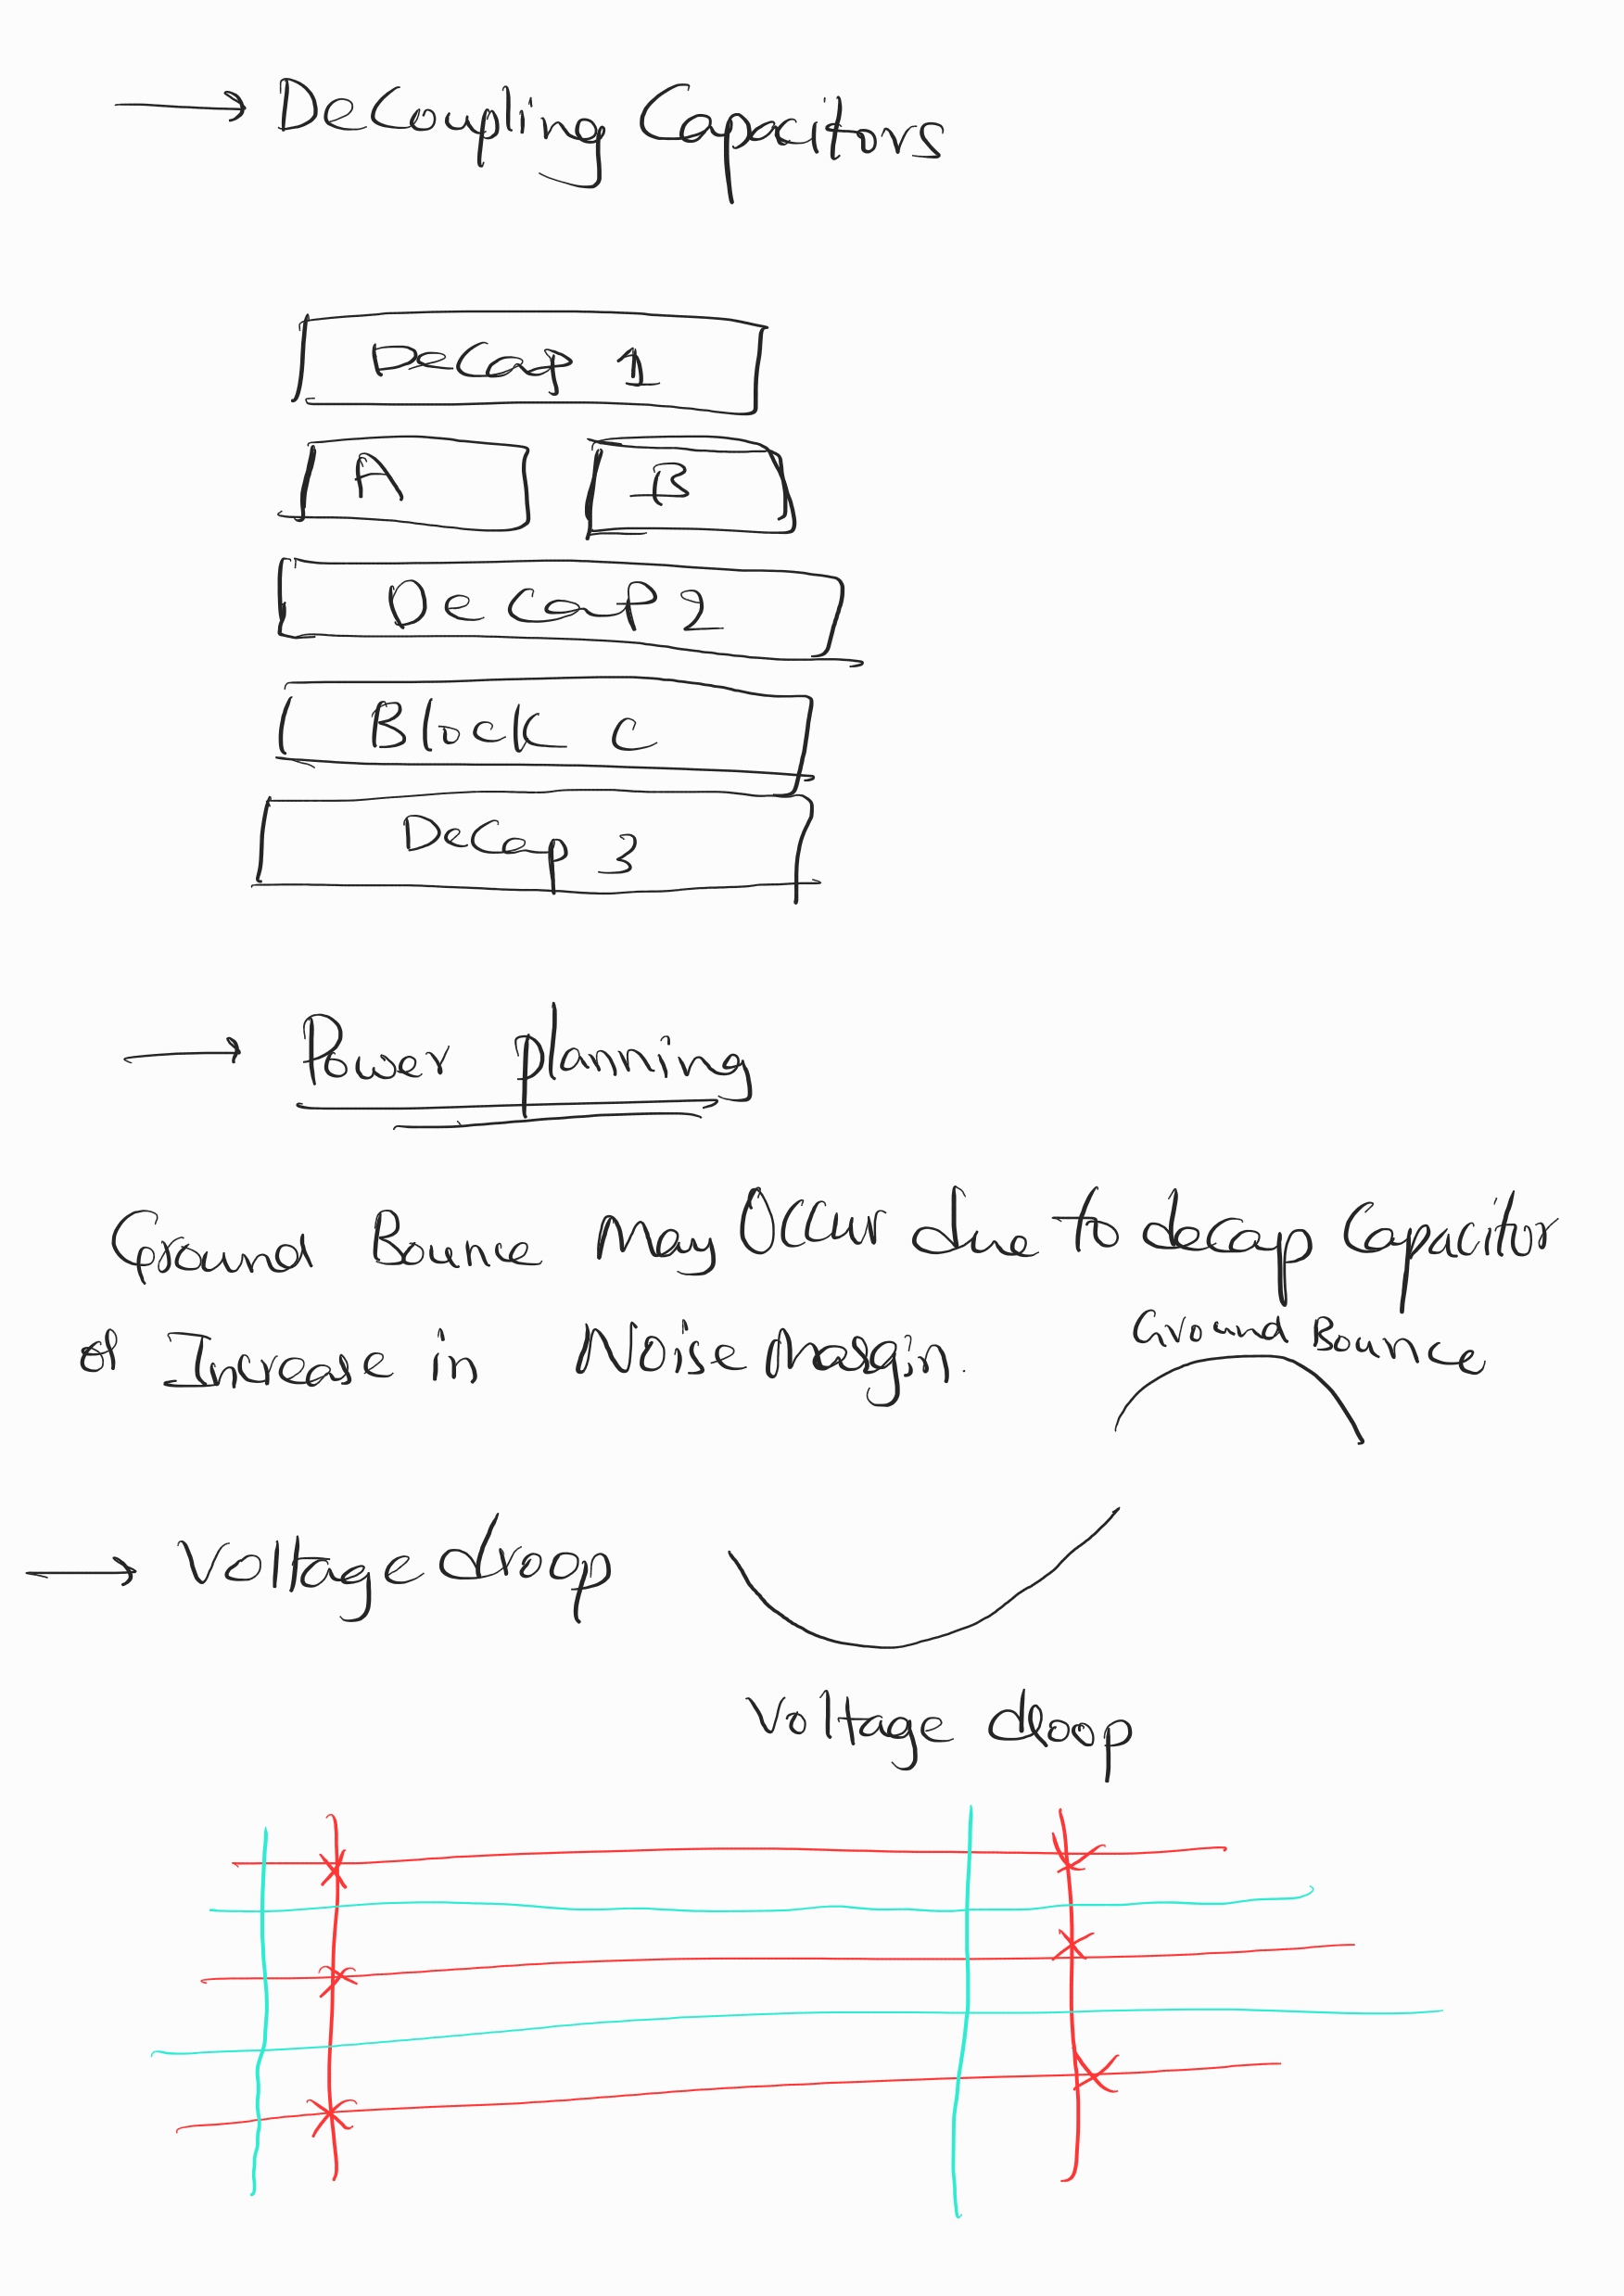 → DeCoupling Capacitors
DeCap 1
A
B
DeCap 2
Block C
DeCap 3
→ Power planning
Ground Bounce May Occur due to decap Capacitor
of Increase in Noise margin.
Ground Bounce
→ Voltage droop
Voltage droop